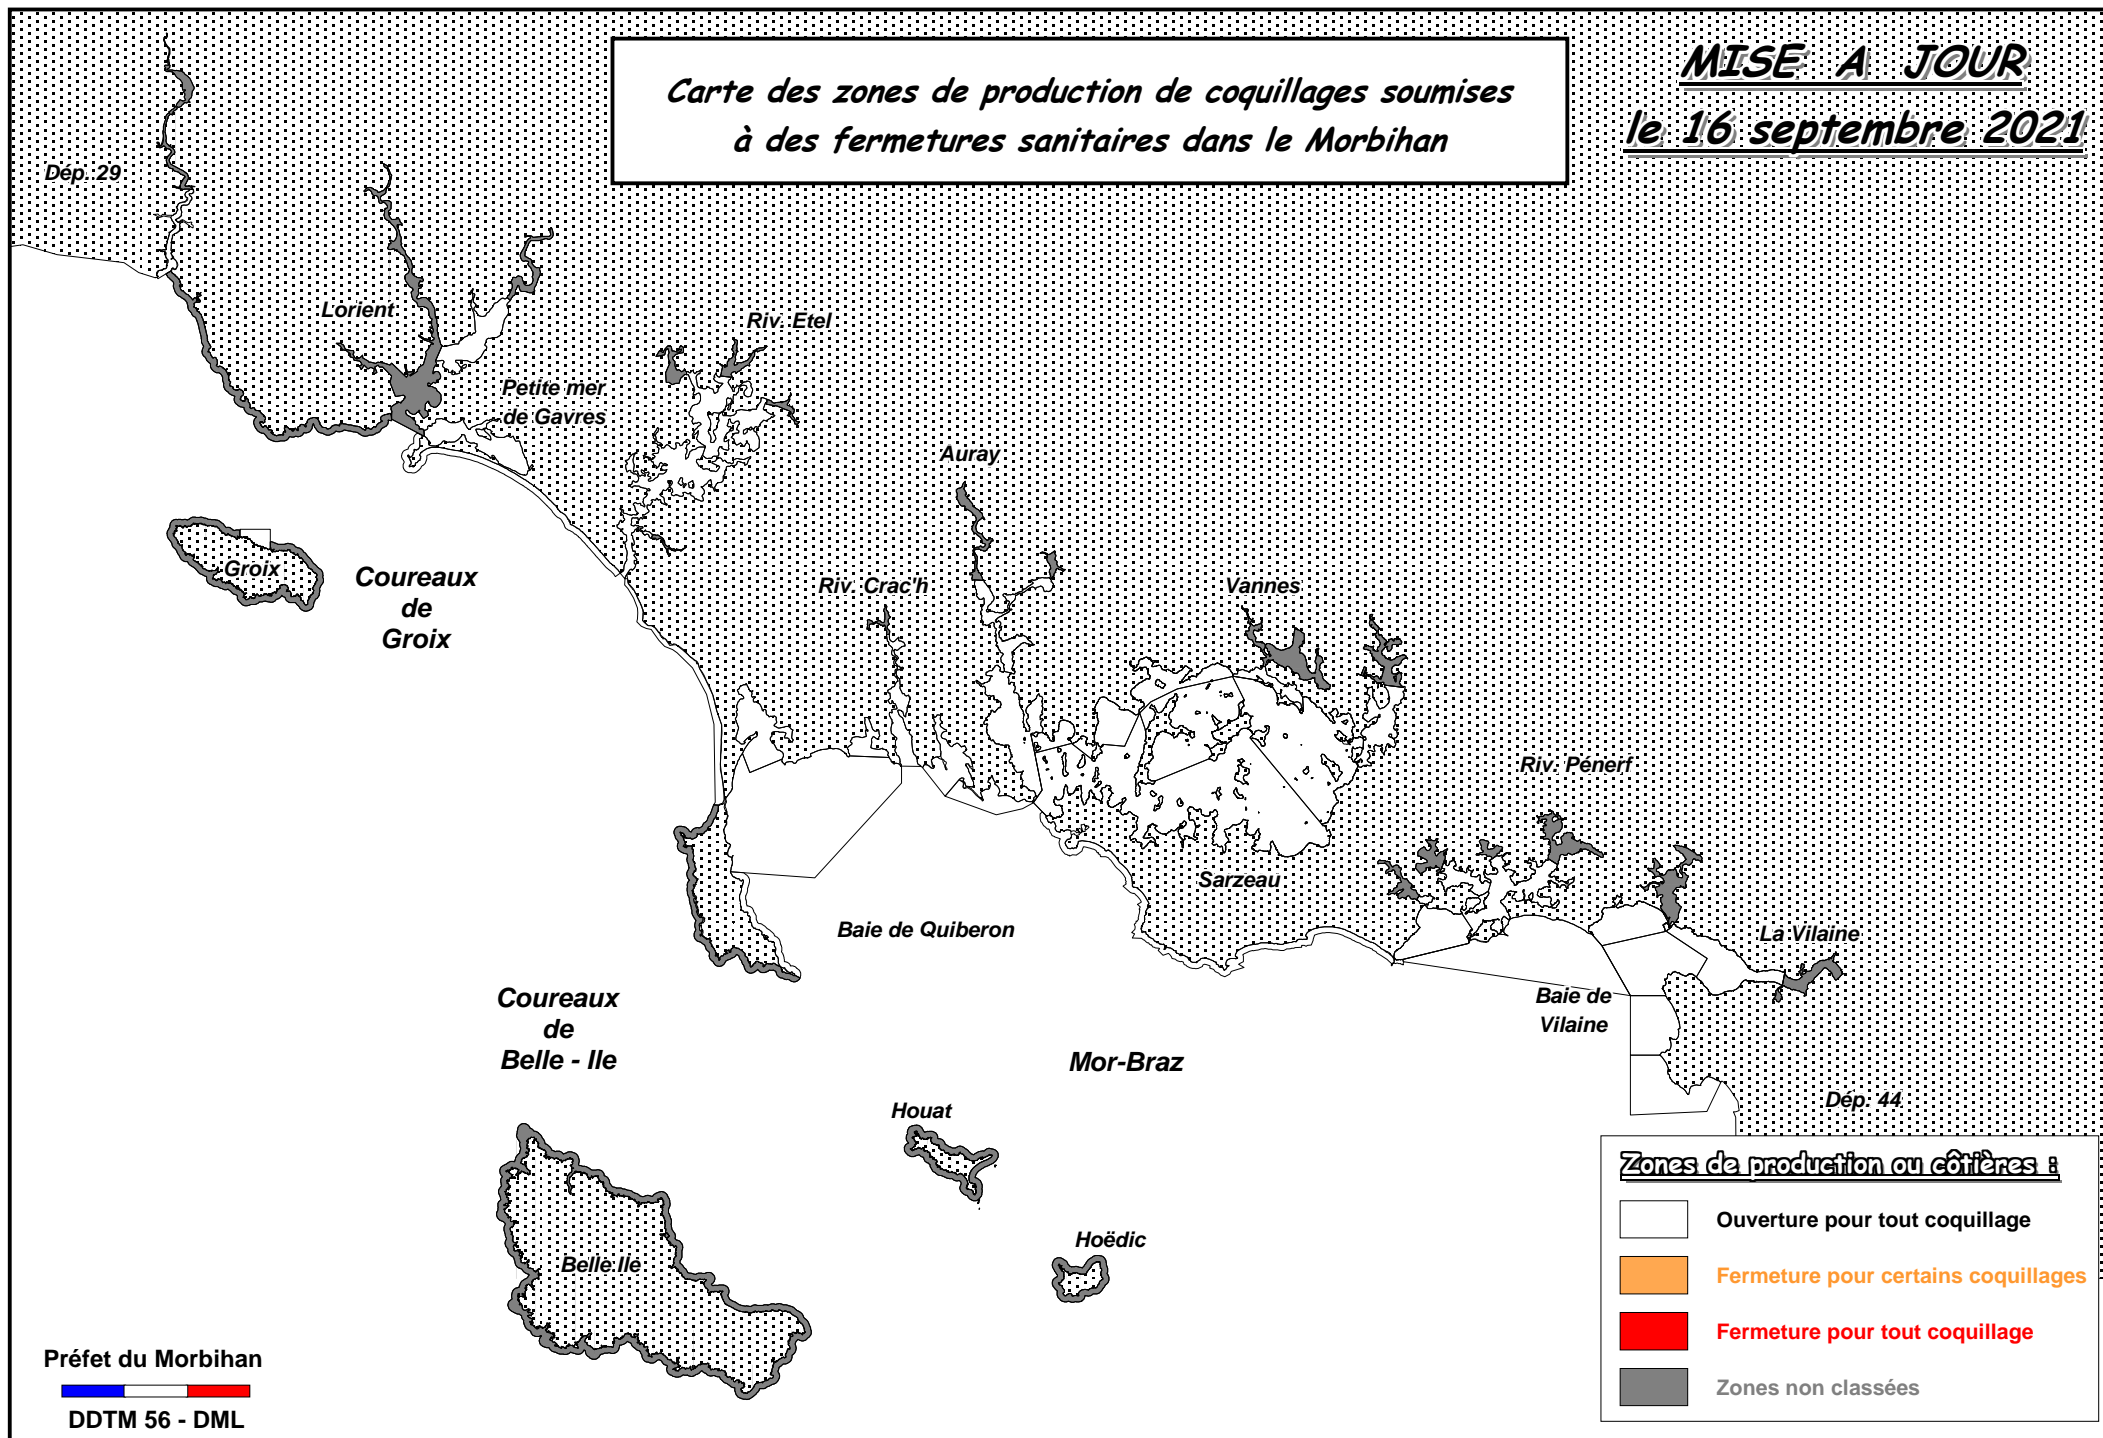 Carte des zones de production de coquillages soumises
à des fermetures sanitaires dans le Morbihan
MISE A JOUR
le 16 septembre 2021
Dép. 29
Lorient
Riv. Etel
Petite mer
de Gavres
Auray
Groix
Coureaux
de
Groix
Riv. Crac'h
Vannes
Riv. Pénerf
Sarzeau
Baie de Quiberon
La Vilaine
Coureaux
de
Belle - Ile
Baie de
Vilaine
Mor-Braz
Houat
Dép. 44
Hoëdic
Belle Ile
Zones de production ou côtières :
Ouverture pour tout coquillage
Fermeture pour certains coquillages
Fermeture pour tout coquillage
Zones non classées
Préfet du Morbihan
DDTM 56 - DML